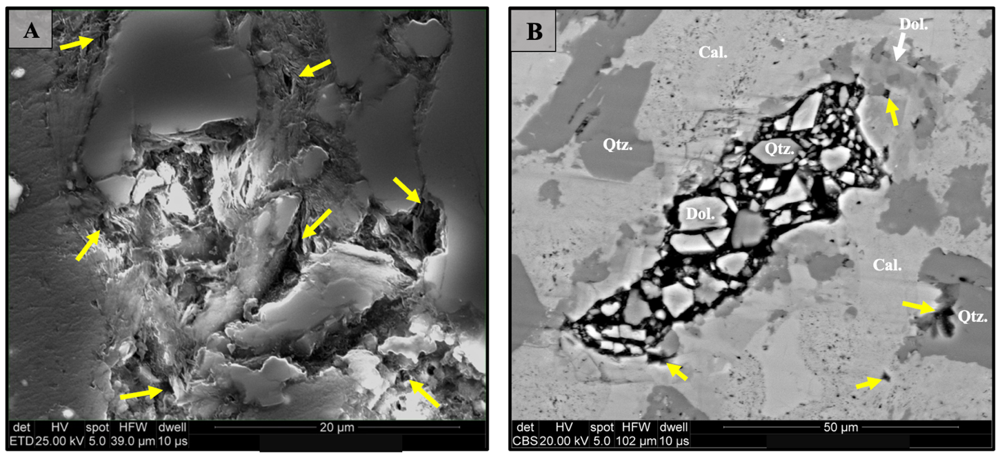 A
det HV spot HFW dwell
ETD 25.00 kV 5.0 39.0 µm 10 µs
20 µm
B
Dol.
Cal.
Qtz.
Qtz.
Dol.
Cal.
Qtz.
det HV spot HFW dwell
CBS 20.00 kV 5.0 102 µm 10 µs
50 µm